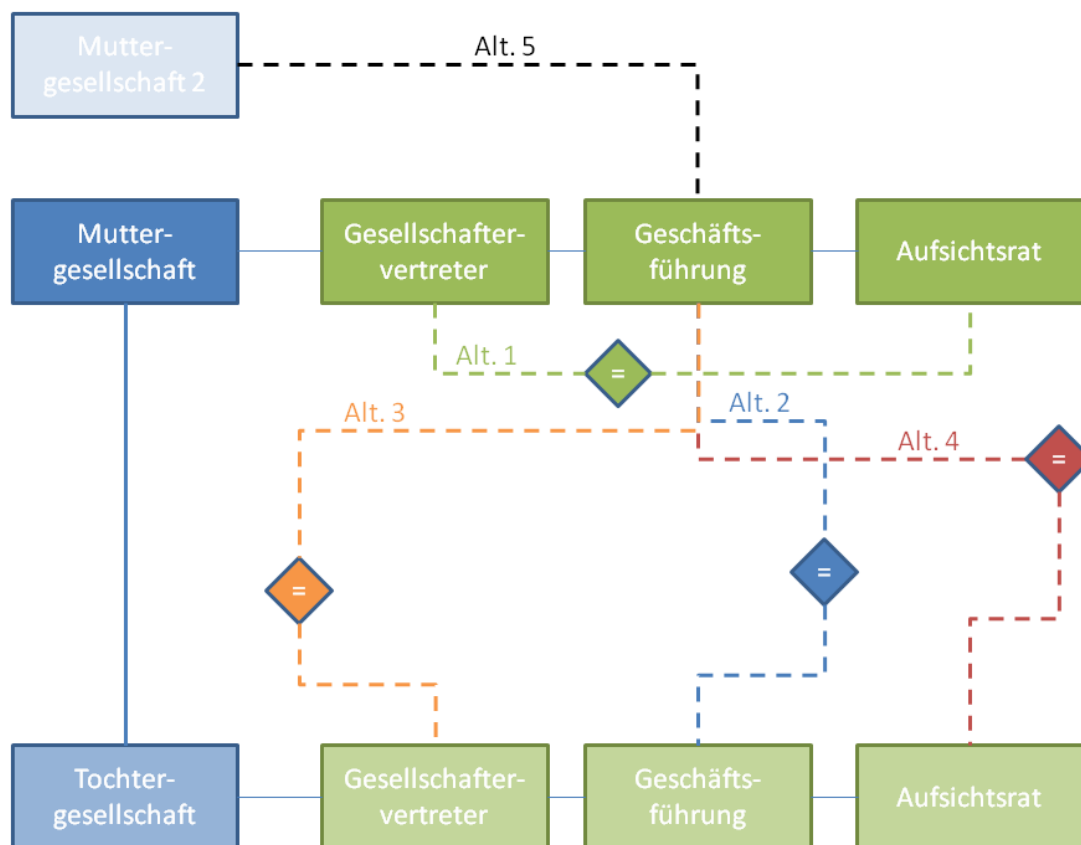 Mutter-
gesellschaft 2
Alt. 5
Mutter-
gesellschaft
Gesellschafter-
vertreter
Geschäfts-
führung
Aufsichtsrat
Alt. 1
=
Alt. 2
Alt. 3
Alt. 4
=
=
=
Tochter-
gesellschaft
Gesellschafter-
vertreter
Geschäfts-
führung
Aufsichtsrat